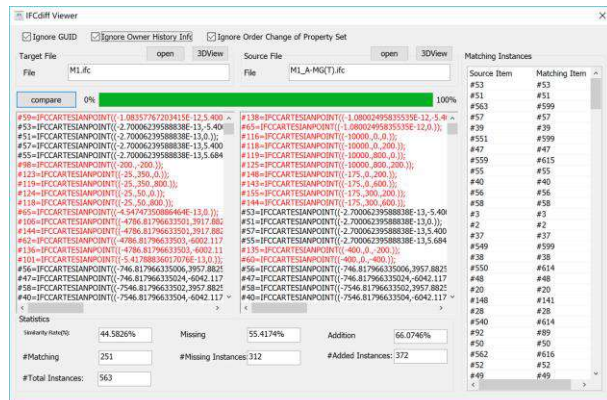 IFCdiff Viewer
Ignore GUID Ignore Owner History Info Ignore Order Change of Property Set
Target File open 3DView Source File open 3DView
File M1.ifc File M1_A-MG(T).ifc
compare 0% 100%
#59=IFCCARTESIANPOINT((-1.08357767203415E-12,5.400
#53=IFCCARTESIANPOINT((-2.70006239588838E-13,-5.400
#51=IFCCARTESIANPOINT((-2.70006239588838E-13,0.));
#57=IFCCARTESIANPOINT((-2.70006239588838E-13,5.400
#55=IFCCARTESIANPOINT((-2.70006239588838E-13,5.684
#98=IFCCARTESIANPOINT((-200.,-200.));
#123=IFCCARTESIANPOINT((-25.,350.,0.));
#119=IFCCARTESIANPOINT((-25.,350.,800.));
#124=IFCCARTESIANPOINT((-25.,50.,0.));
#118=IFCCARTESIANPOINT((-25.,50.,800.));
#65=IFCCARTESIANPOINT((-4.54747350886464E-13,0.));
#106=IFCCARTESIANPOINT((-4786.81796633501,3917.882
#144=IFCCARTESIANPOINT((-4786.81796633501,3917.882
#62=IFCCARTESIANPOINT((-4786.81796633503,-6002.117
#136=IFCCARTESIANPOINT((-4786.81796633503,-6002.11
#101=IFCCARTESIANPOINT((-5.41788836017076E-13,0.));
#56=IFCCARTESIANPOINT((-746.81796635006,3957.8825
#47=IFCCARTESIANPOINT((-746.81796635024,-6042.117
#58=IFCCARTESIANPOINT((-7546.81796633502,3957.8825
#40=IFCCARTESIANPOINT((-7546.81796633503,-6042.117
#138=IFCCARTESIANPOINT((-1.08002495835535E-12,-5.40
#65=IFCCARTESIANPOINT((-1.08002495835535E-12,0.));
#116=IFCCARTESIANPOINT((-10000.,0.,0.));
#118=IFCCARTESIANPOINT((-10000.,0.,200.));
#119=IFCCARTESIANPOINT((-10000.,800.,0.));
#125=IFCCARTESIANPOINT((-10000.,800.,200.));
#148=IFCCARTESIANPOINT((-175.,0.,200.));
#143=IFCCARTESIANPOINT((-175.,0.,600.));
#155=IFCCARTESIANPOINT((-175.,300.,200.));
#144=IFCCARTESIANPOINT((-175.,300.,600.));
#53=IFCCARTESIANPOINT((-2.70006239588838E-13,-5.40
#51=IFCCARTESIANPOINT((-2.70006239588838E-13,0.));
#57=IFCCARTESIANPOINT((-2.70006239588838E-13,5.400
#55=IFCCARTESIANPOINT((-2.70006239588838E-13,5.684
#135=IFCCARTESIANPOINT((-400.,0.,-200.));
#60=IFCCARTESIANPOINT((-400.,0.,-400.));
#56=IFCCARTESIANPOINT((-746.81796635006,3957.8825
#47=IFCCARTESIANPOINT((-746.81796635024,-6042.117
#58=IFCCARTESIANPOINT((-7546.81796633502,3957.8825
#40=IFCCARTESIANPOINT((-7546.81796633503,-6042.117
Statistics
Similarity Rate(%): 44.5826% Missing 55.4174% Addition 66.0746%
#Matching 251 #Missing Instances: 312 #Added Instances: 372
#Total Instances: 563
Matching Instances
Source Item Matching Item
#53 #53
#51 #51
#563 #599
#57 #57
#39 #39
#551 #599
#47 #47
#559 #615
#55 #55
#40 #40
#56 #56
#58 #58
#3 #3
#2 #2
#37 #37
#549 #599
#38 #38
#550 #614
#48 #48
#20 #20
#148 #141
#28 #28
#540 #614
#92 #89
#50 #50
#562 #616
#52 #52
#49 #49